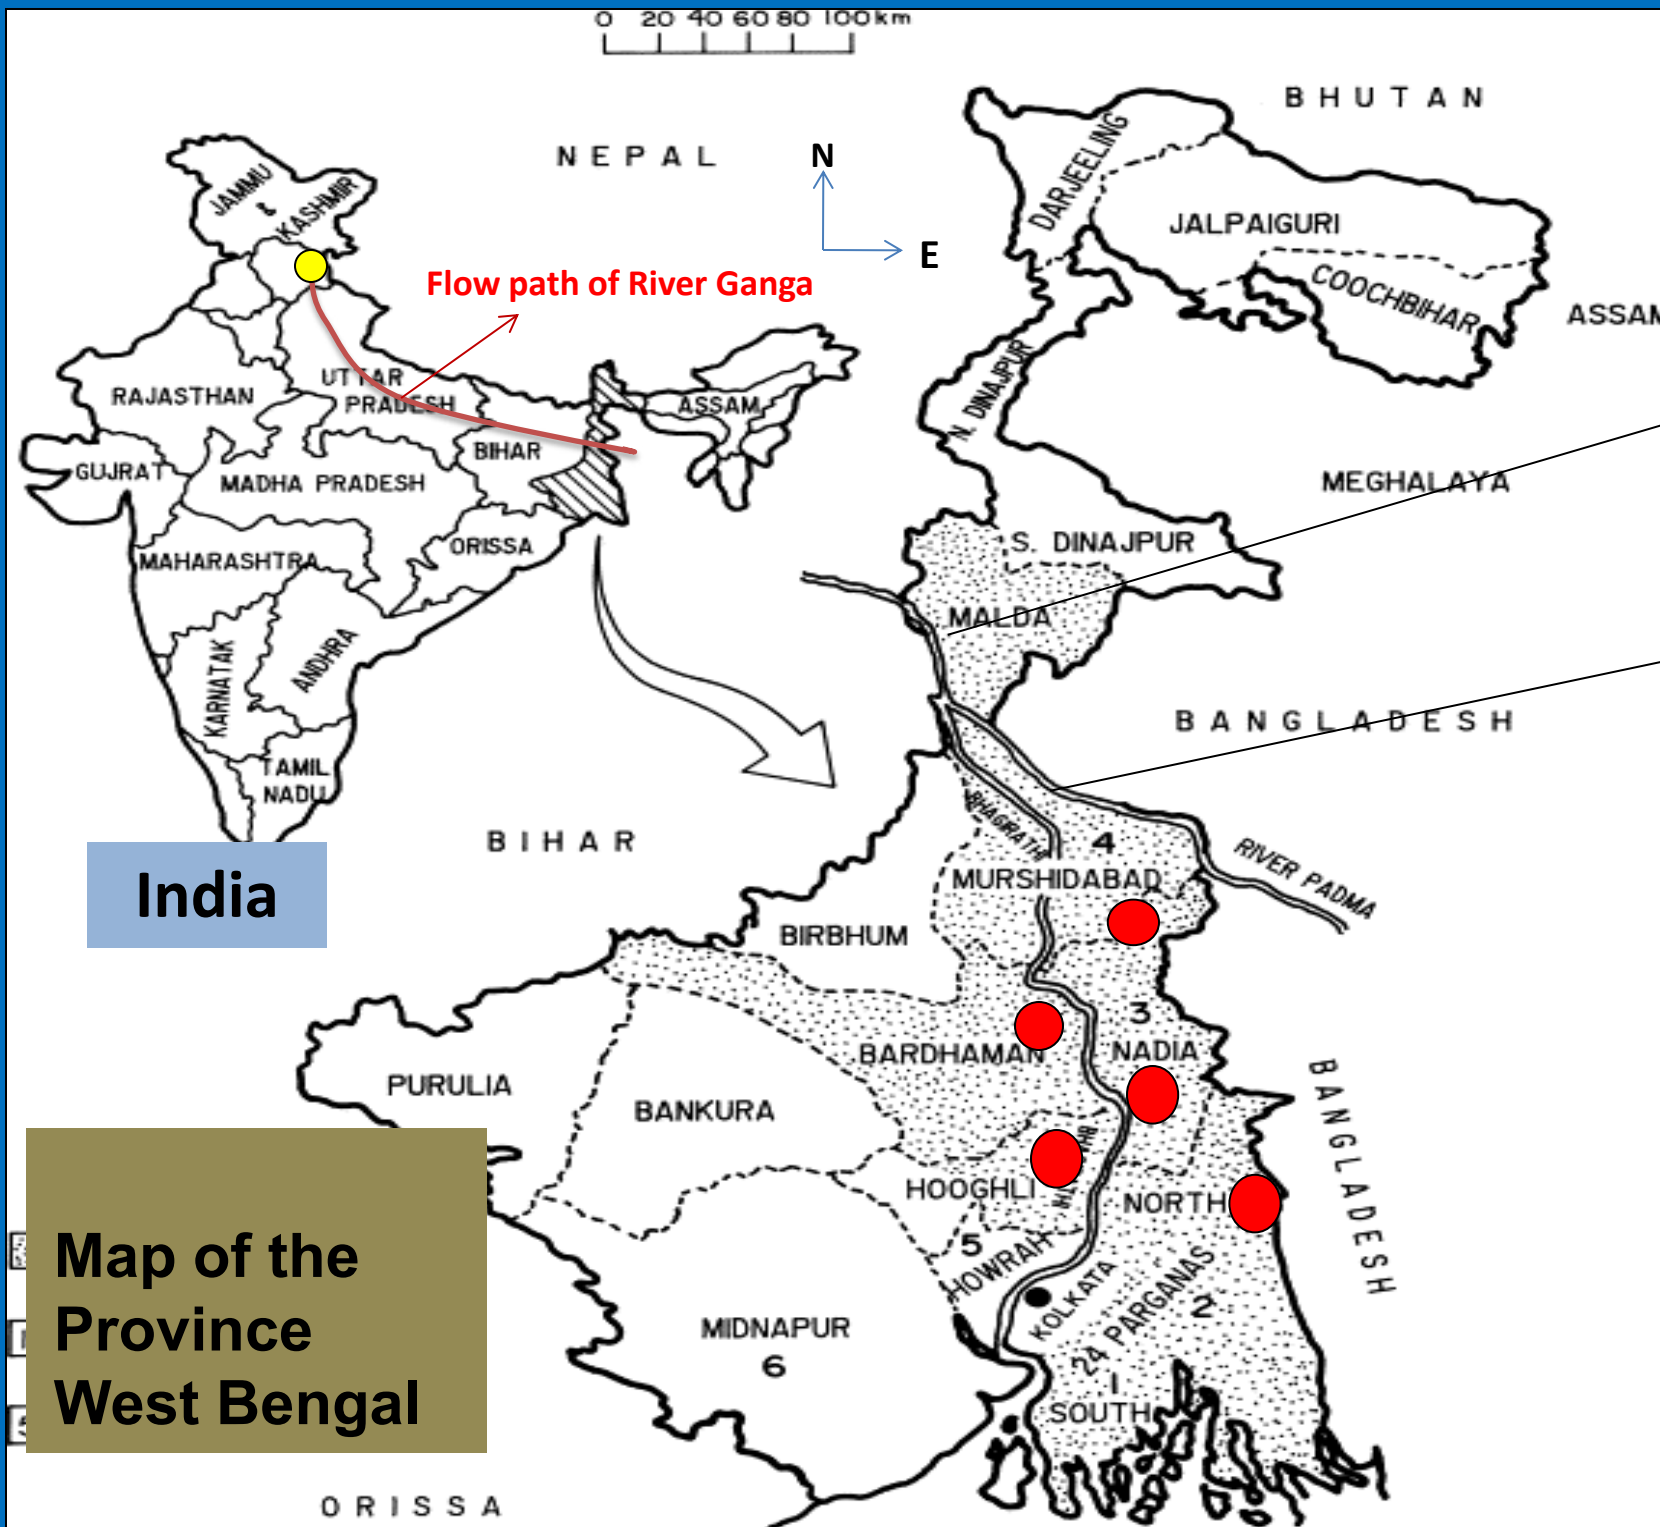 0 20 40 60 80 100 km
BHUTAN
NEPAL
N
E
JAMMU
&
KASHMIR
DARJEELING
JALPAIGURI
COOCHBIHAR
Flow path of River Ganga
N. DINAJPUR
UTTAR
PRADESH
RAJASTHAN
ASSAM
BIHAR
GUJRAT
MADHA PRADESH
MEGHALAYA
ORISSA
MAHARASHTRA
S. DINAJPUR
MALDA
KARNATAK
ANDHRA
BANGLADESH
TAMIL
NADU
BIHAR
BHAGIRATHI
4
RIVER PADMA
MURSHIDABAD
India
BIRBHUM
3
BARDHAMAN
NADIA
PURULIA
BANKURA
BANGLADESH
HOOGHLI
NORTH
5
HOWRAH
KOLKATA
24 PARGANAS
2
MIDNAPUR
6
1
SOUTH
Map of the
Province
West Bengal
ORISSA